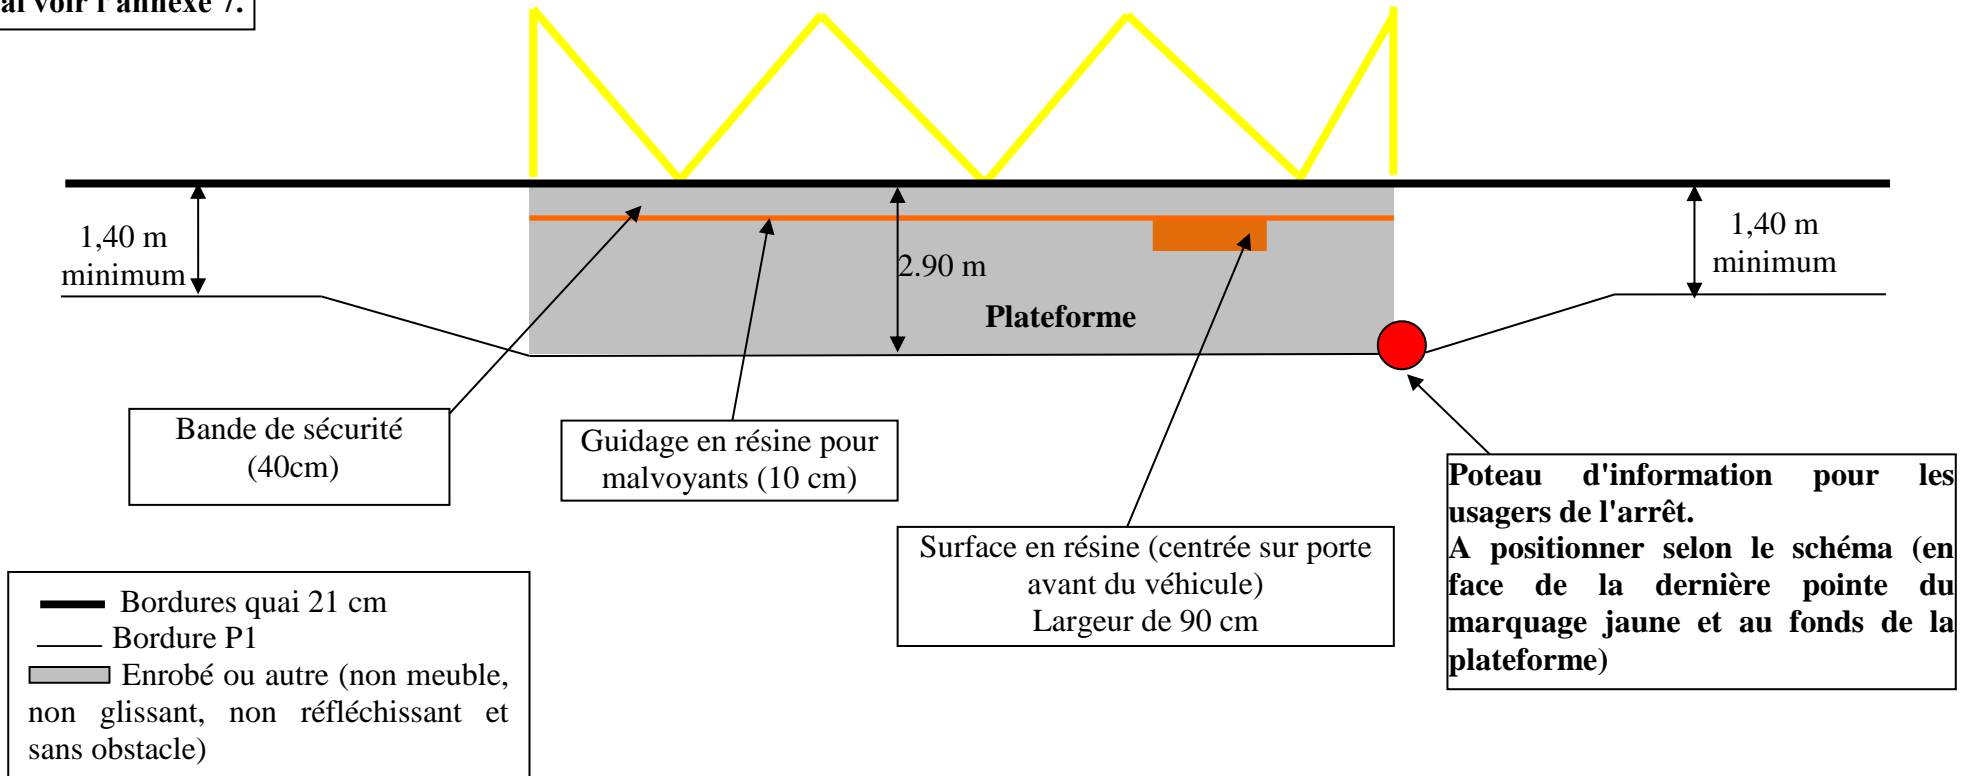 ai voir l'annexe 7.
1,40 m
minimum
2.90 m
1,40 m
minimum
Plateforme
Bande de sécurité
(40cm)
Guidage en résine pour
malvoyants (10 cm)
Surface en résine (centrée sur porte
avant du véhicule)
Largeur de 90 cm
Poteau d'information pour les
usagers de l'arrêt.
A positionner selon le schéma (en
face de la dernière pointe du
marquage jaune et au fonds de la
plateforme)
Bordures quai 21 cm
Bordure P1
Enrobé ou autre (non meuble,
non glissant, non réfléchissant et
sans obstacle)